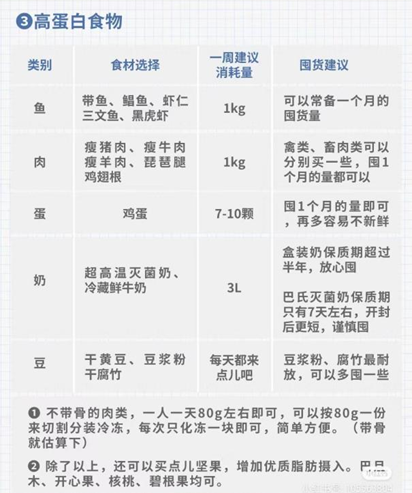 ❸高蛋白食物
类别
食材选择
一周建议
消耗量
囤货建议
鱼
带鱼、鲳鱼、虾仁
三文鱼、黑虎虾
1kg
可以常备一个月的
囤货量
肉
瘦猪肉、瘦牛肉
瘦羊肉、琵琶腿
鸡翅根
1kg
禽类、畜肉类可以
分别买一些，囤1
个月的量都可以
蛋
鸡蛋
7-10颗
囤1个月的量即可
，再多容易不新鲜
奶
超高温灭菌奶、
冷藏鲜牛奶
3L
盒装奶保质期超过
半年，放心囤
巴氏灭菌奶保质期
只有7天左右，开封
后更短，谨慎囤
豆
干黄豆、豆浆粉
干腐竹
每天都来
点儿吧
豆浆粉、腐竹最耐
放，可以多囤一些
❶ 不带骨的肉类，一人一天80g左右即可，可以按80g一份
来切割分装冷冻，每次只化冻一块即可，简单方便。（带骨
就估算下）
❷ 除了以上，还可以买点儿坚果，增加优质脂肪摄入。巴旦
木、开心果、核桃、碧根果均可。